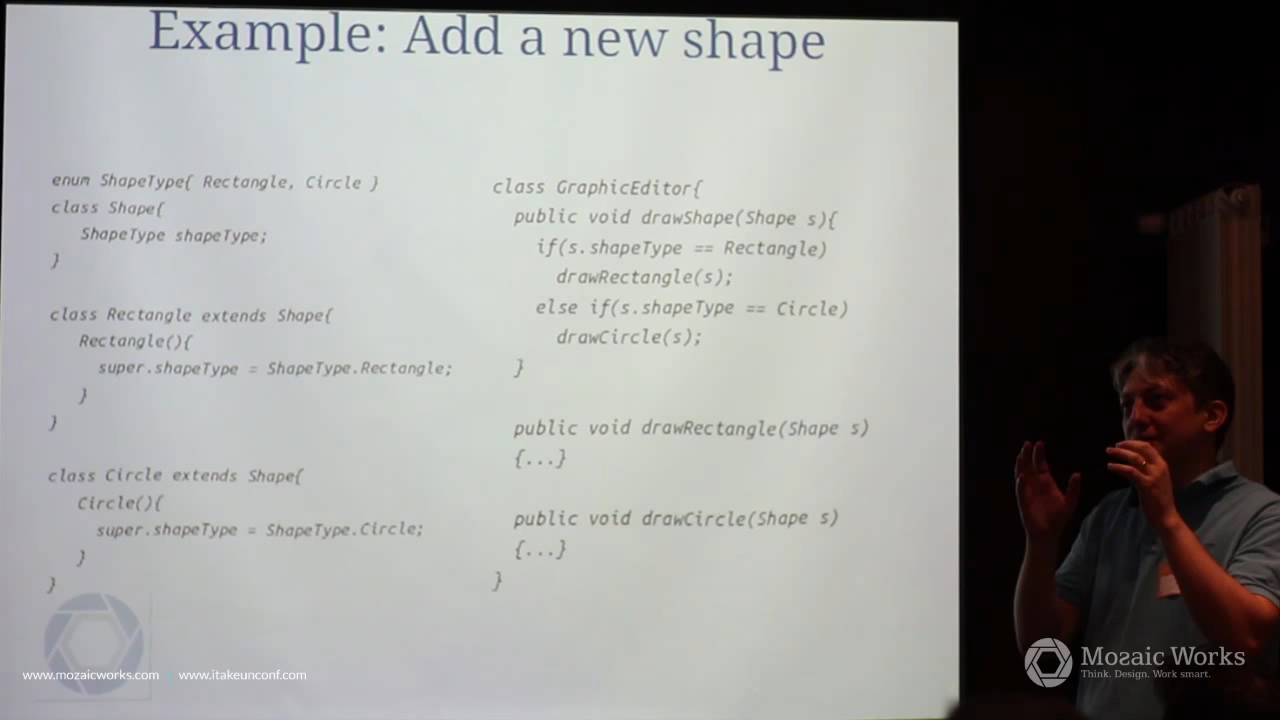 Example: Add a new shape
enum ShapeType{ Rectangle, Circle }
class Shape{
ShapeType shapeType;
}
class Rectangle extends Shape{
Rectangle(){
super.shapeType = ShapeType.Rectangle;
}
}
class Circle extends Shape{
Circle(){
super.shapeType = ShapeType.Circle;
}
}
class GraphicEditor{
public void drawShape(Shape s){
if(s.shapeType == Rectangle)
drawRectangle(s);
else if(s.shapeType == Circle)
drawCircle(s);
}
public void drawRectangle(Shape s)
{...}
public void drawCircle(Shape s)
{...}
}
www.mozaicworks.com | www.itakeunconf.com
Mozaic Works
Think. Design. Work smart.